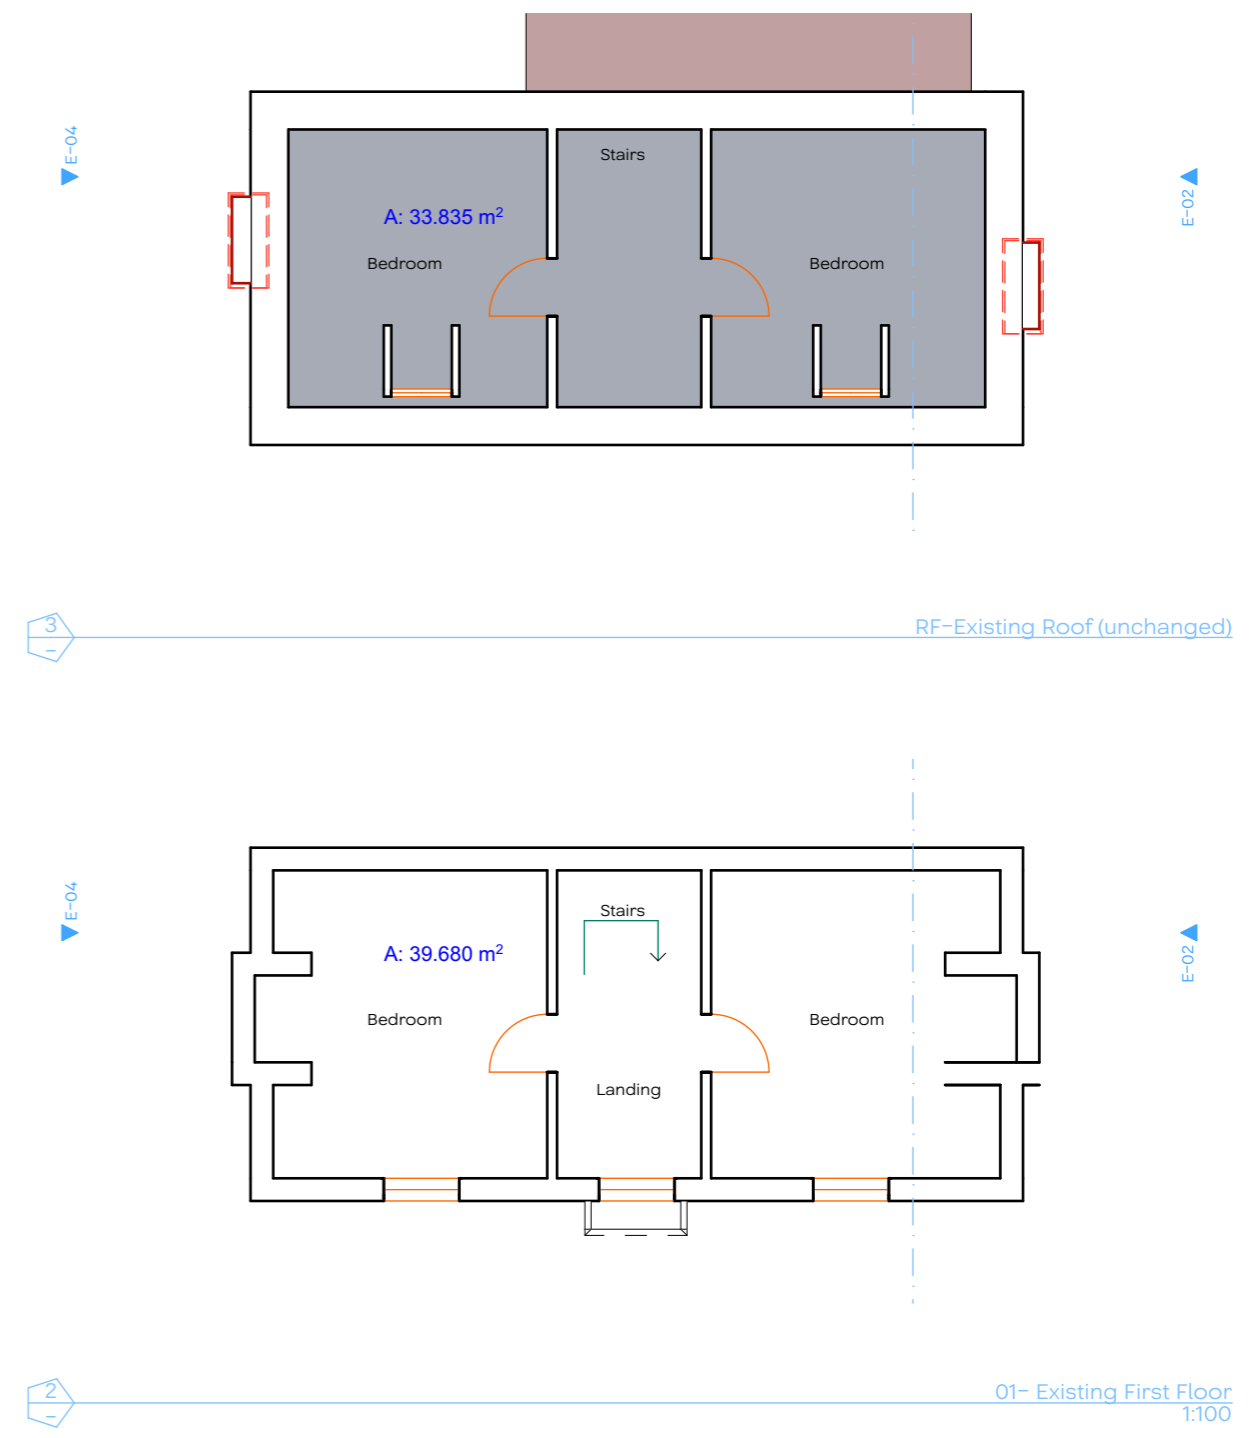 E-04
Stairs
E-02
A: 33.835 m²
Bedroom
Bedroom
3
–
RF-Existing Roof (unchanged)
E-04
Stairs
E-02
A: 39.680 m²
Bedroom
Bedroom
Landing
2
–
01- Existing First Floor
1:100